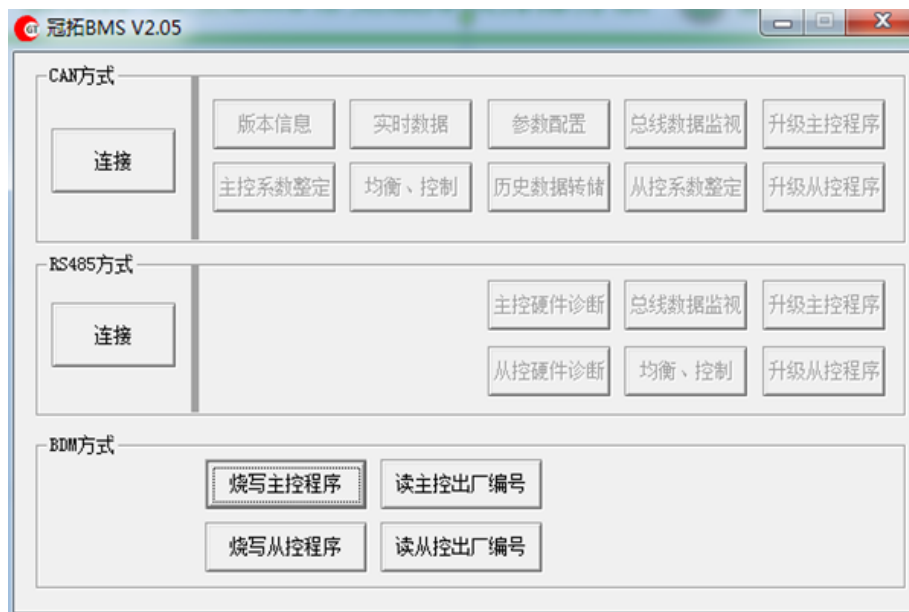 GT 冠拓BMS V2.05
CAN方式
连接
版本信息 实时数据 参数配置 总线数据监视 升级主控程序
主控系数整定 均衡、控制 历史数据转储 从控系数整定 升级从控程序
RS485方式
连接
主控硬件诊断 总线数据监视 升级主控程序
从控硬件诊断 均衡、控制 升级从控程序
BDM方式
烧写主控程序 读主控出厂编号
烧写从控程序 读从控出厂编号